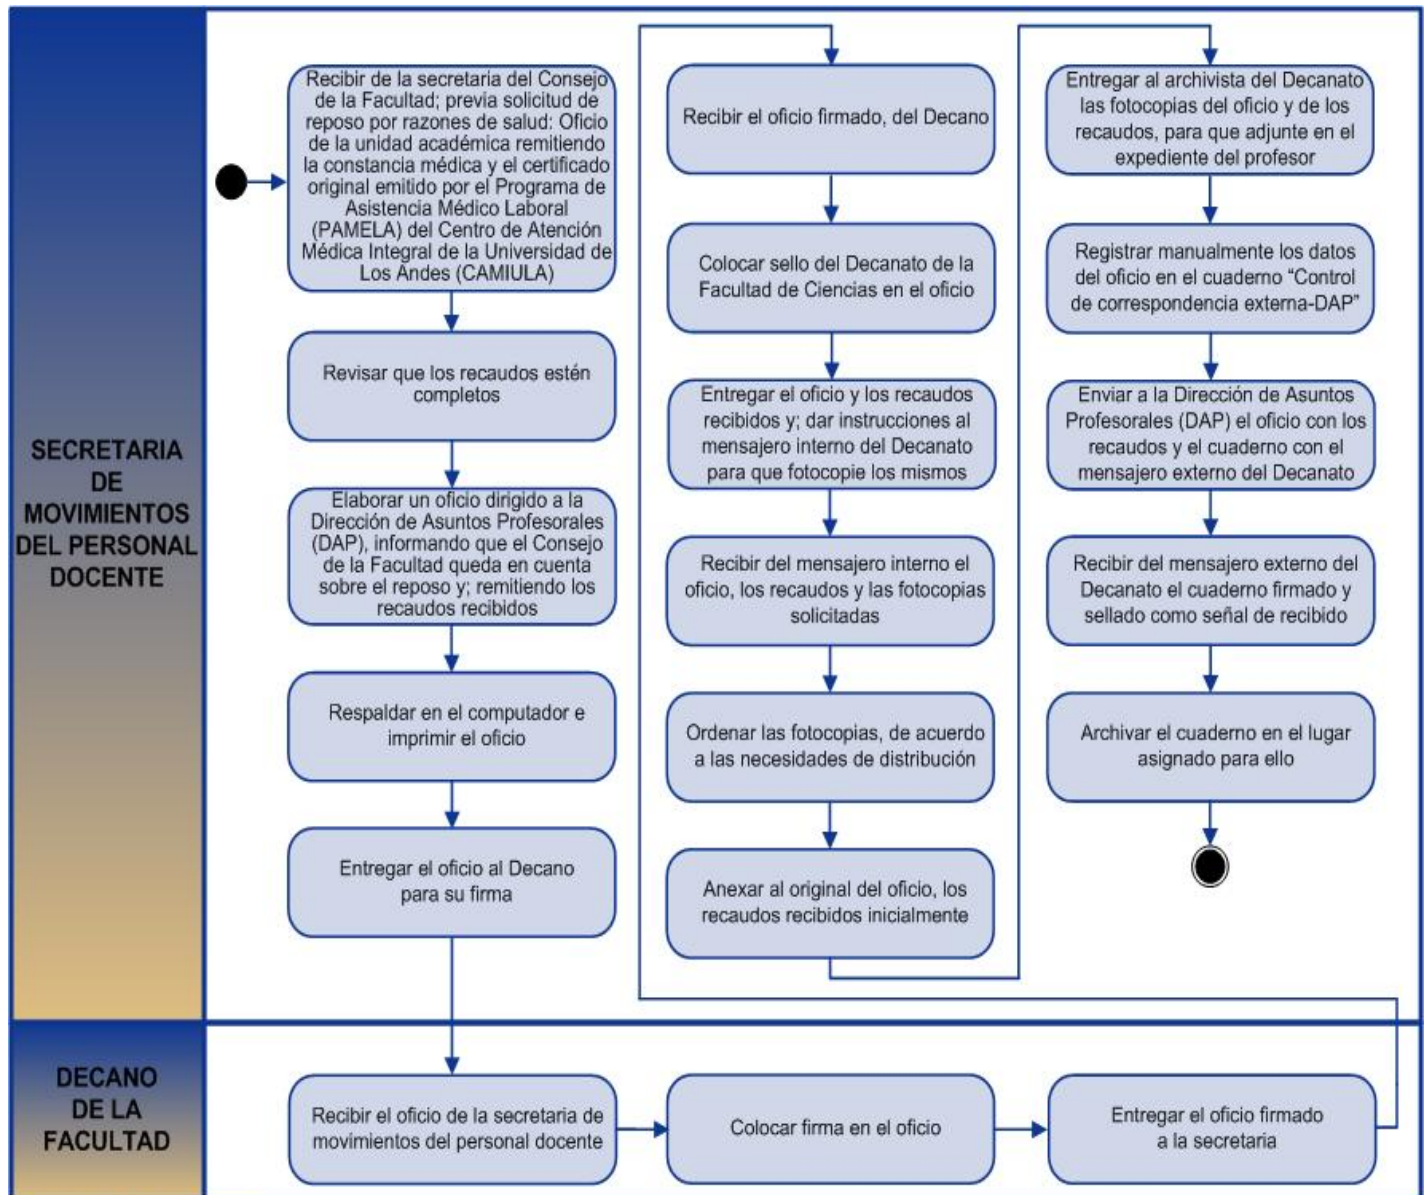 SECRETARIA
DE
MOVIMIENTOS
DEL PERSONAL
DOCENTE
Recibir de la secretaria del Consejo
de la Facultad; previa solicitud de
reposo por razones de salud: Oficio
de la unidad académica remitiendo
la constancia médica y el certificado
original emitido por el Programa de
Asistencia Médico Laboral
(PAMELA) del Centro de Atención
Médica Integral de la Universidad de
Los Andes (CAMIULA)
Revisar que los recaudos estén
completos
Elaborar un oficio dirigido a la
Dirección de Asuntos Profesorales
(DAP), informando que el Consejo
de la Facultad queda en cuenta
sobre el reposo y; remitiendo los
recaudos recibidos
Respaldar en el computador e
imprimir el oficio
Entregar el oficio al Decano
para su firma
DECANO
DE LA
FACULTAD
Recibir el oficio de la secretaria de
movimientos del personal docente
Colocar firma en el oficio
Entregar el oficio firmado
a la secretaria
Recibir el oficio firmado, del Decano
Colocar sello del Decanato de la
Facultad de Ciencias en el oficio
Entregar el oficio y los recaudos
recibidos y; dar instrucciones al
mensajero interno del Decanato
para que fotocopie los mismos
Recibir del mensajero interno el
oficio, los recaudos y las fotocopias
solicitadas
Ordenar las fotocopias, de acuerdo
a las necesidades de distribución
Anexar al original del oficio, los
recaudos recibidos inicialmente
Entregar al archivista del Decanato
las fotocopias del oficio y de los
recaudos, para que adjunte en el
expediente del profesor
Registrar manualmente los datos
del oficio en el cuaderno “Control
de correspondencia externa-DAP”
Enviar a la Dirección de Asuntos
Profesorales (DAP) el oficio con los
recaudos y el cuaderno con el
mensajero externo del Decanato
Recibir del mensajero externo del
Decanato el cuaderno firmado y
sellado como señal de recibido
Archivar el cuaderno en el lugar
asignado para ello